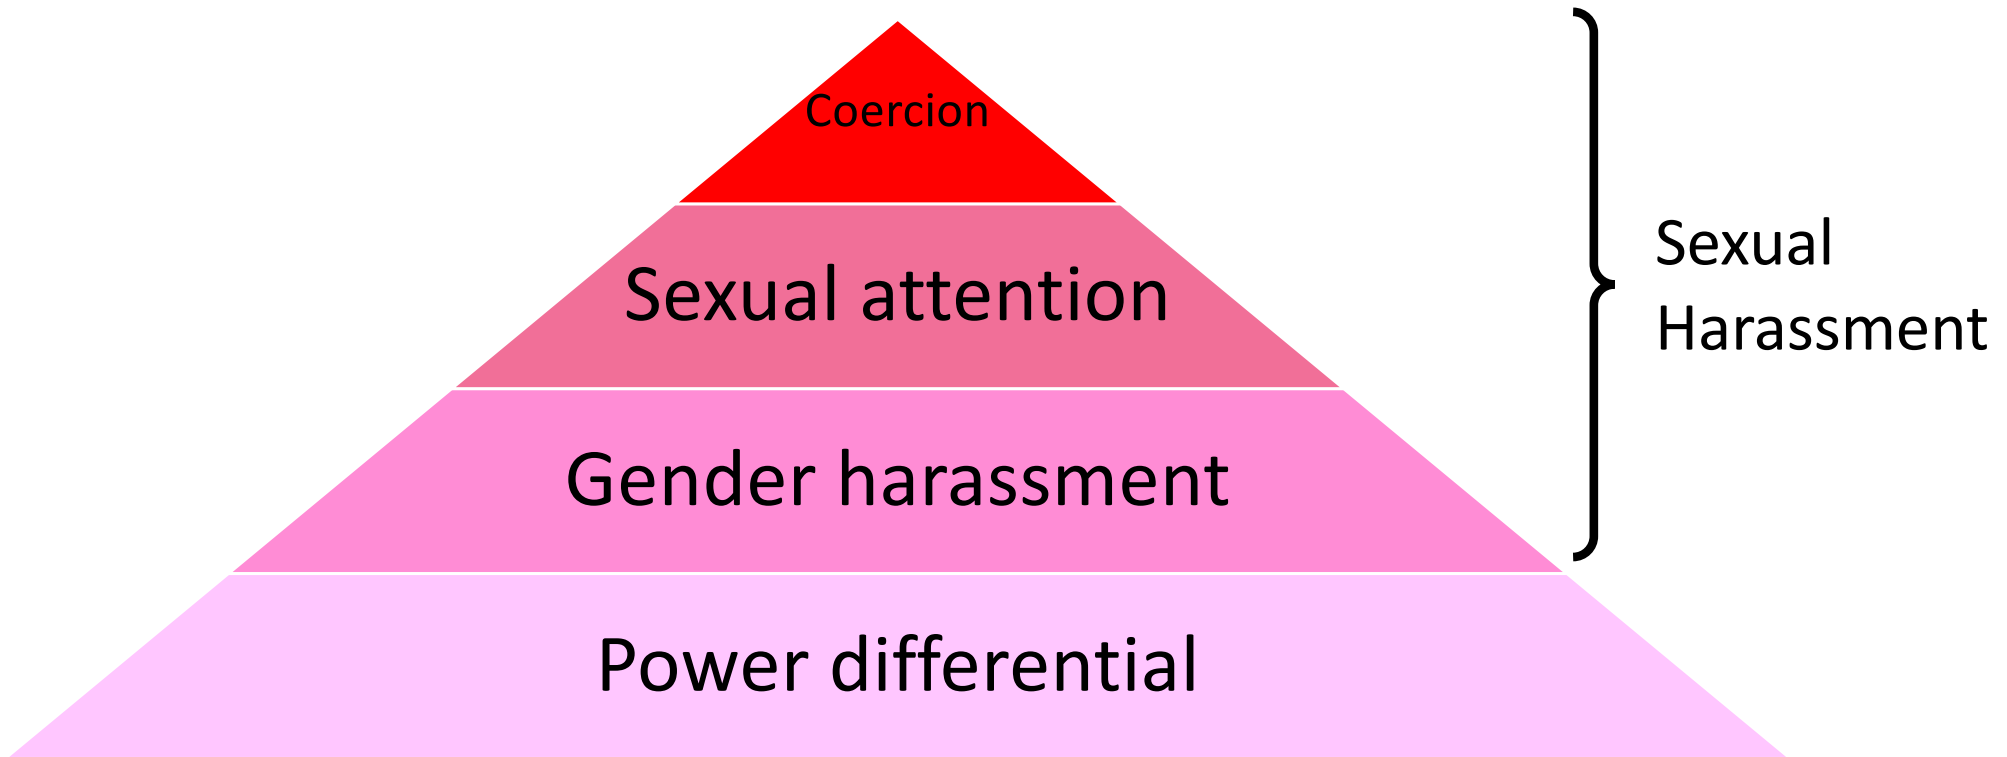 Coercion
Sexual attention
Gender harassment
Power differential
Sexual
Harassment